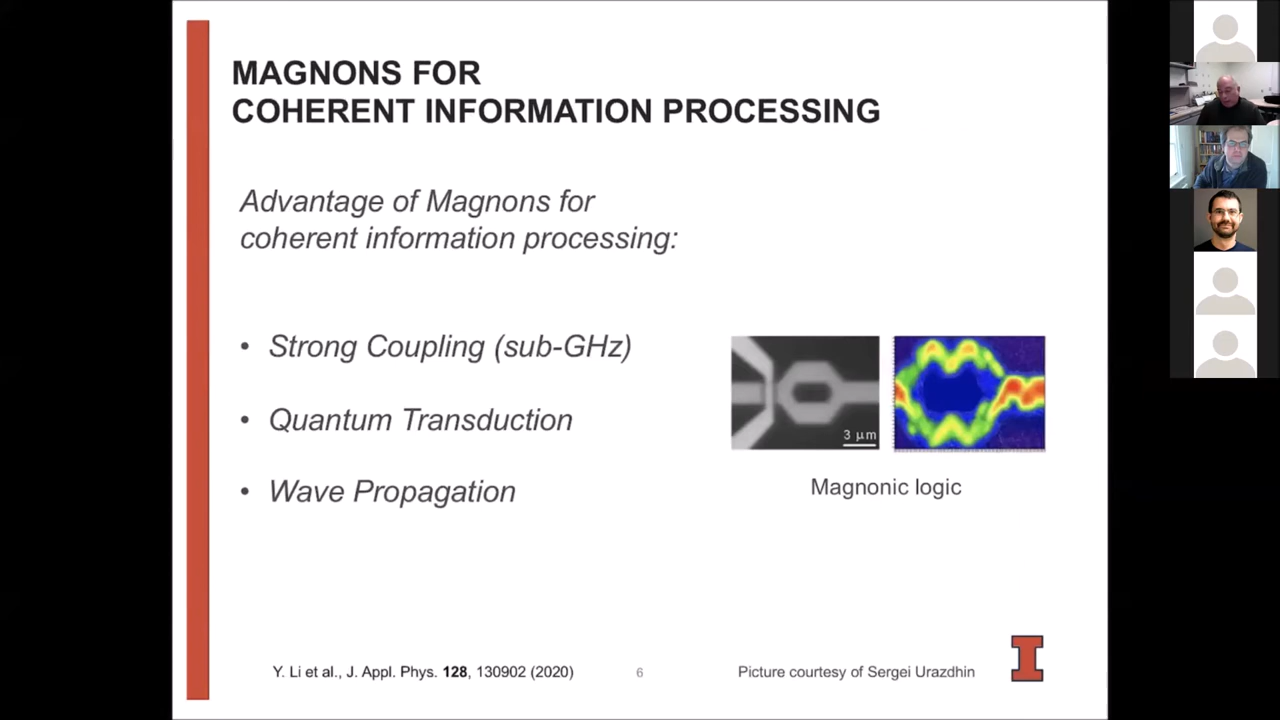 MAGNONS FOR
COHERENT INFORMATION PROCESSING
Advantage of Magnons for
coherent information processing:
• Strong Coupling (sub-GHz)
• Quantum Transduction
• Wave Propagation
3 μm
Magnonic logic
Y. Li et al., J. Appl. Phys. 128, 130902 (2020)
6
Picture courtesy of Sergei Urazdhin
I